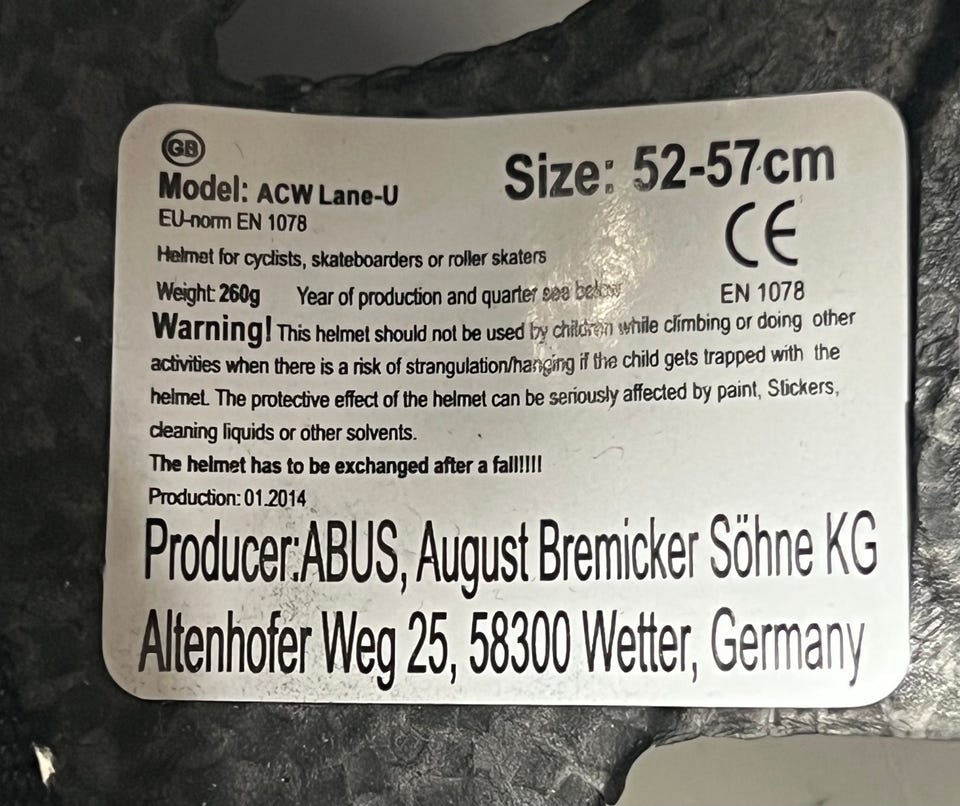 GB
Model: ACW Lane-U
Size: 52-57cm
EU-norm EN 1078
CE
Helmet for cyclists, skateboarders or roller skaters
Weight: 260g Year of production and quarter see below
EN 1078
Warning! This helmet should not be used by children while climbing or doing other
activities when there is a risk of strangulation/hanging if the child gets trapped with the
helmet. The protective effect of the helmet can be seriously affected by paint, Stickers,
cleaning liquids or other solvents.
The helmet has to be exchanged after a fall!!!!!
Production: 01.2014
Producer:ABUS, August Bremicker Söhne KG
Altenhofer Weg 25, 58300 Wetter, Germany